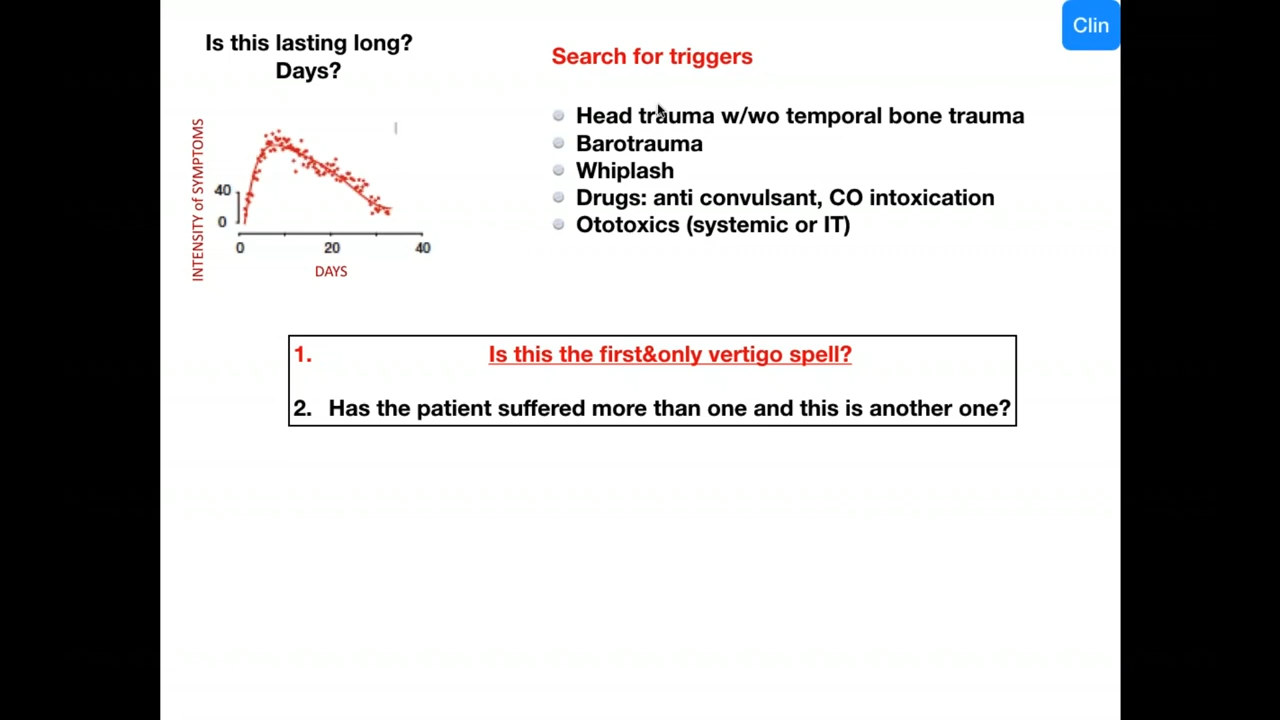 Clin
Is this lasting long?
Days?
Search for triggers
Head trauma w/wo temporal bone trauma
Barotrauma
Whiplash
Drugs: anti convulsant, CO intoxication
Ototoxics (systemic or IT)
INTENSITY of SYMPTOMS
40
0
0
20
40
DAYS
1. Is this the first&only vertigo spell?
2. Has the patient suffered more than one and this is another one?